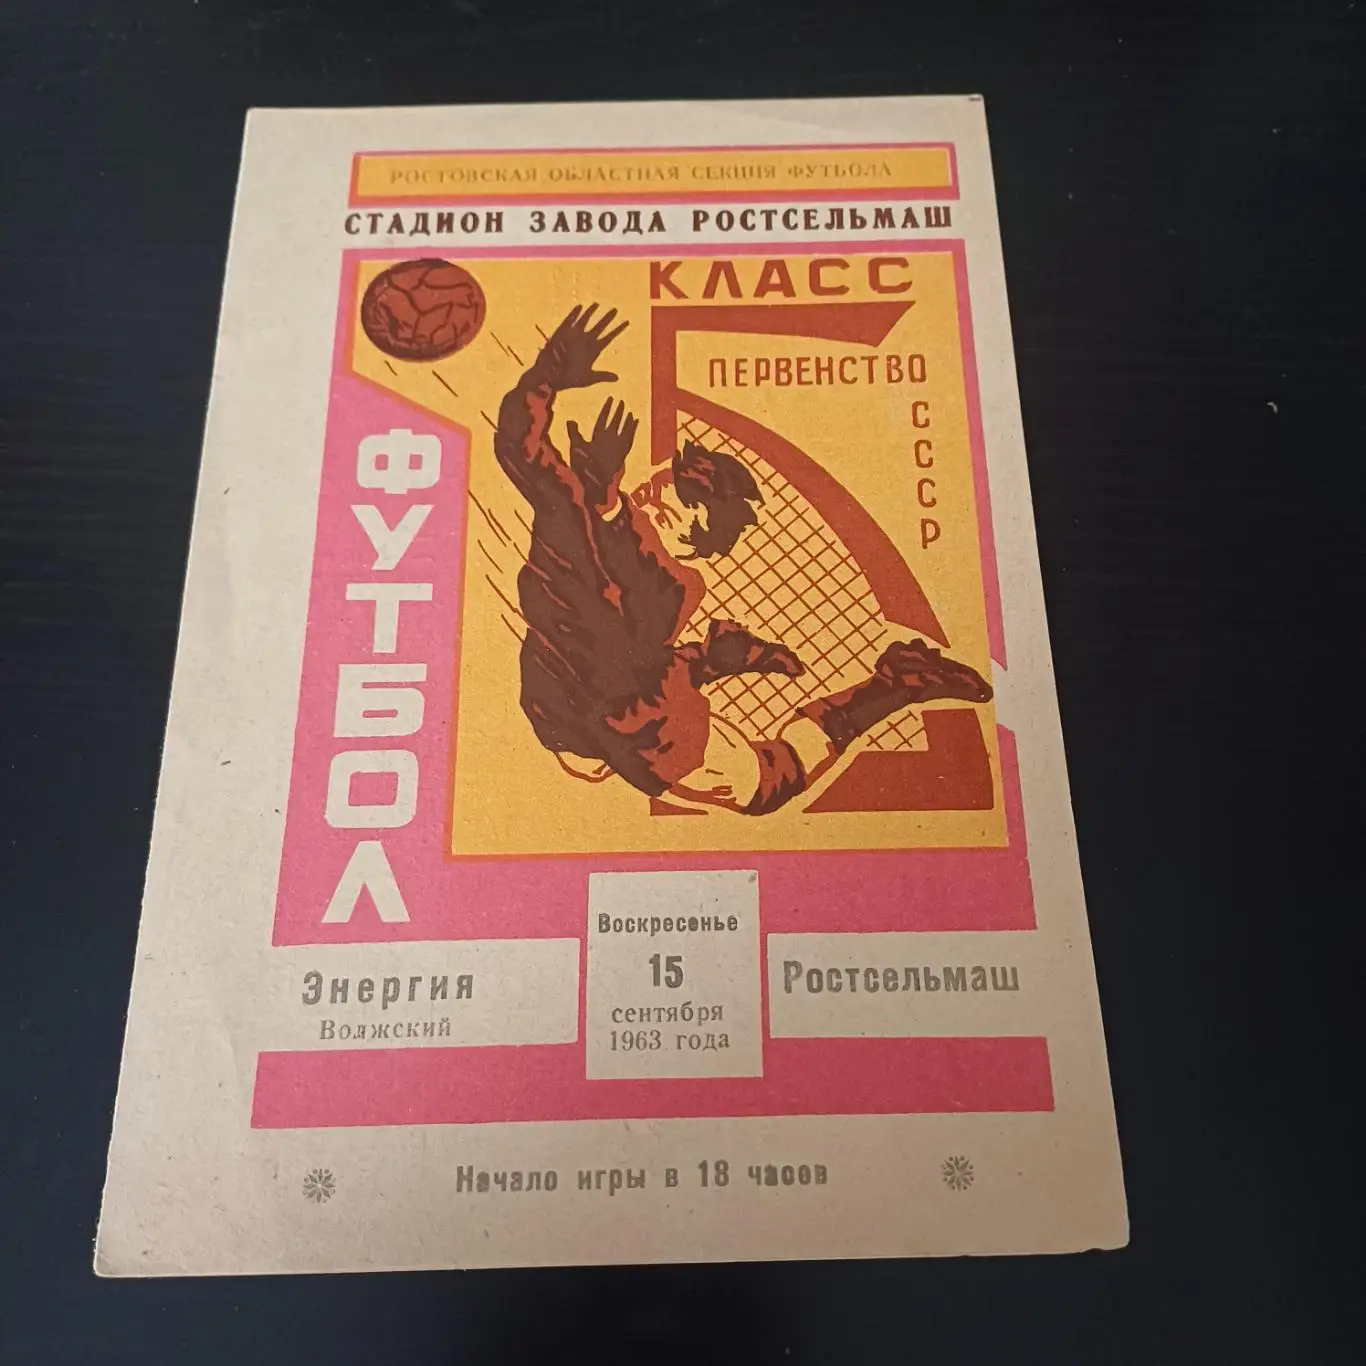 РОСТОВСКАЯ ОБЛАСТНАЯ СЕКЦИЯ ФУТБОЛА
СТАДИОН ЗАВОДА РОСТСЕЛЬМАШ
КЛАСС
Б
ПЕРВЕНСТВО
СССР
ФУТБОЛ
Энергия
Волжский
Воскресенье
15
сентября
1963 года
Ростсельмаш
Начало игры в 18 часов